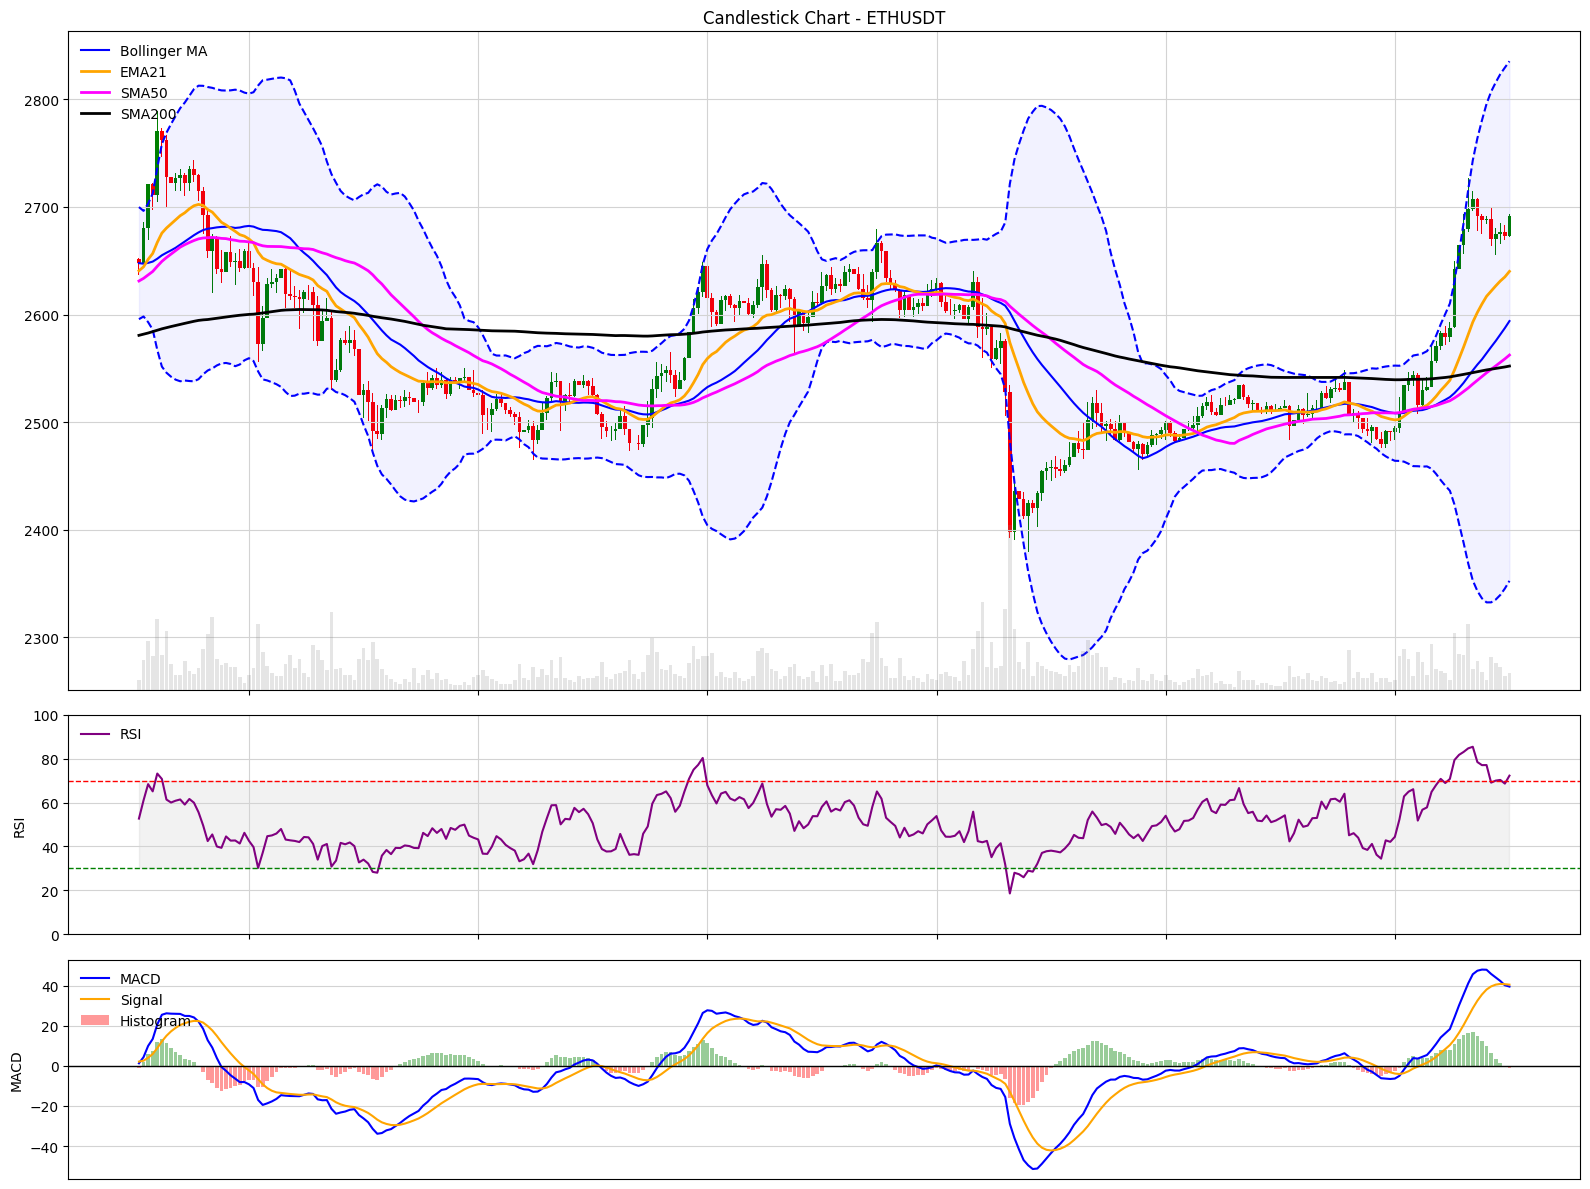 Candlestick Chart - ETHUSDT
Bollinger MA
EMA21
SMA50
SMA200
2800
2700
2600
2500
2400
2300
RSI
RSI
100
80
60
40
20
0
MACD
MACD
Signal
Histogram
40
20
0
−20
−40